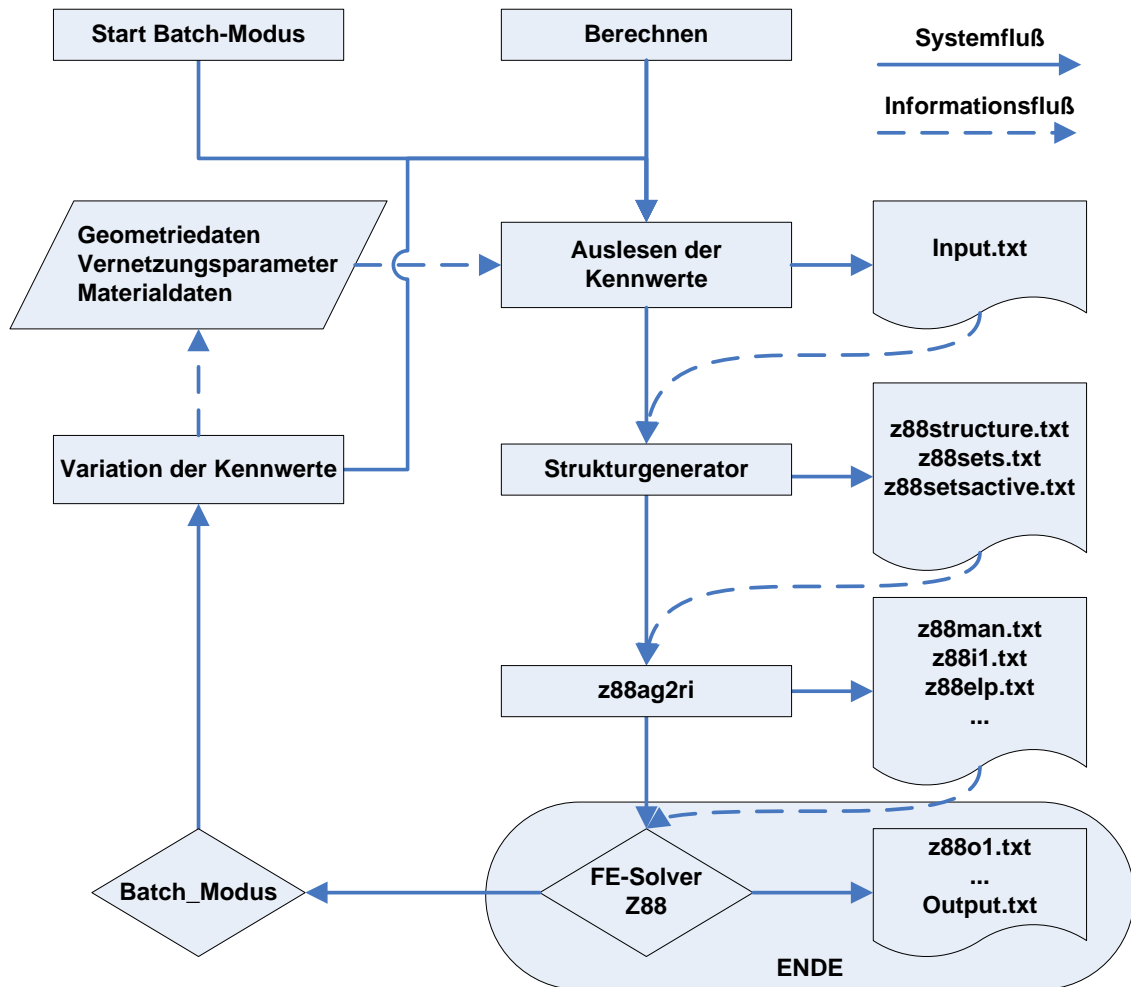 Start Batch-Modus
Berechnen
Systemfluß
Informationsfluß
Geometriedaten
Vernetzungsparameter
Materialdaten
Auslesen der
Kennwerte
Input.txt
Variation der Kennwerte
Strukturgenerator
z88structure.txt
z88sets.txt
z88setsactive.txt
z88ag2ri
z88man.txt
z88i1.txt
z88elp.txt
...
Batch_Modus
FE-Solver
Z88
z88o1.txt
...
Output.txt
ENDE